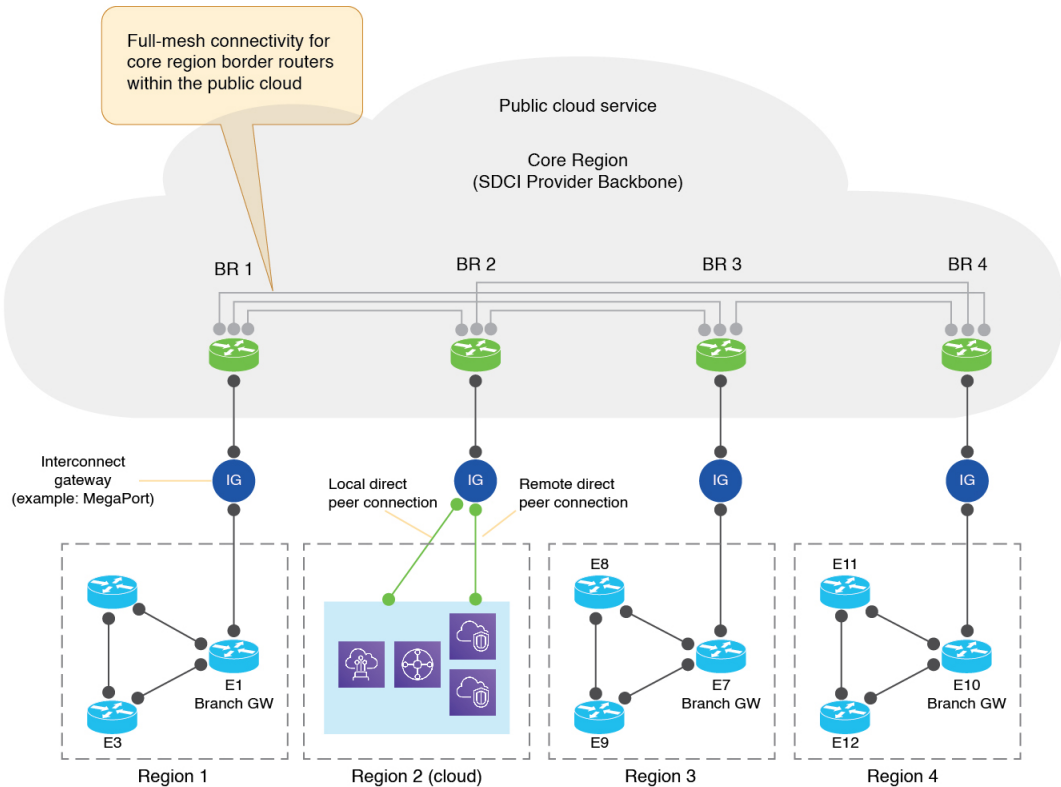 Full-mesh connectivity for
core region border routers
within the public cloud
Public cloud service
Core Region
(SDCI Provider Backbone)
BR 1
BR 2
BR 3
BR 4
Interconnect
gateway
(example: MegaPort)
IG
IG
IG
IG
Local direct
peer connection
Remote direct
peer connection
E1
Branch GW
E3
E8
E7
Branch GW
E9
E11
E10
Branch GW
E12
Region 1
Region 2 (cloud)
Region 3
Region 4